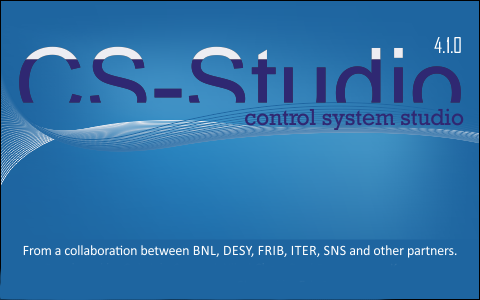 4.1.0
CS-Studio
control system studio
From a collaboration between BNL, DESY, FRIB, ITER, SNS and other partners.